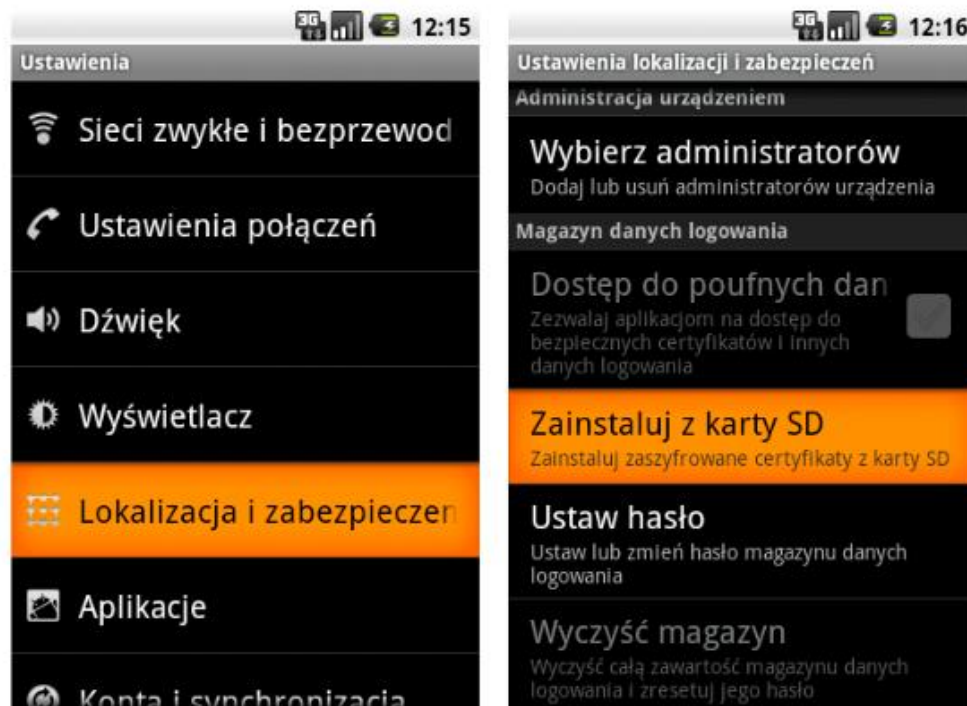 3G 12:15
Ustawienia
Sieci zwykłe i bezprzewod
Ustawienia połączeń
Dźwięk
Wyświetlacz
Lokalizacja i zabezpieczen
Aplikacje
Konta i synchronizacja
3G 12:16
Ustawienia lokalizacji i zabezpieczeń
Administracja urządzeniem
Wybierz administratorów
Dodaj lub usuń administratorów urządzenia
Magazyn danych logowania
Dostęp do poufnych dan
Zezwalaj aplikacjom na dostęp do
bezpiecznych certyfikatów i innych
danych logowania
Zainstaluj z karty SD
Zainstaluj zaszyfrowane certyfikaty z karty SD
Ustaw hasło
Ustaw lub zmień hasło magazynu danych
logowania
Wyczyść magazyn
Wyczyść całą zawartość magazynu danych
logowania i zresetuj jego hasło